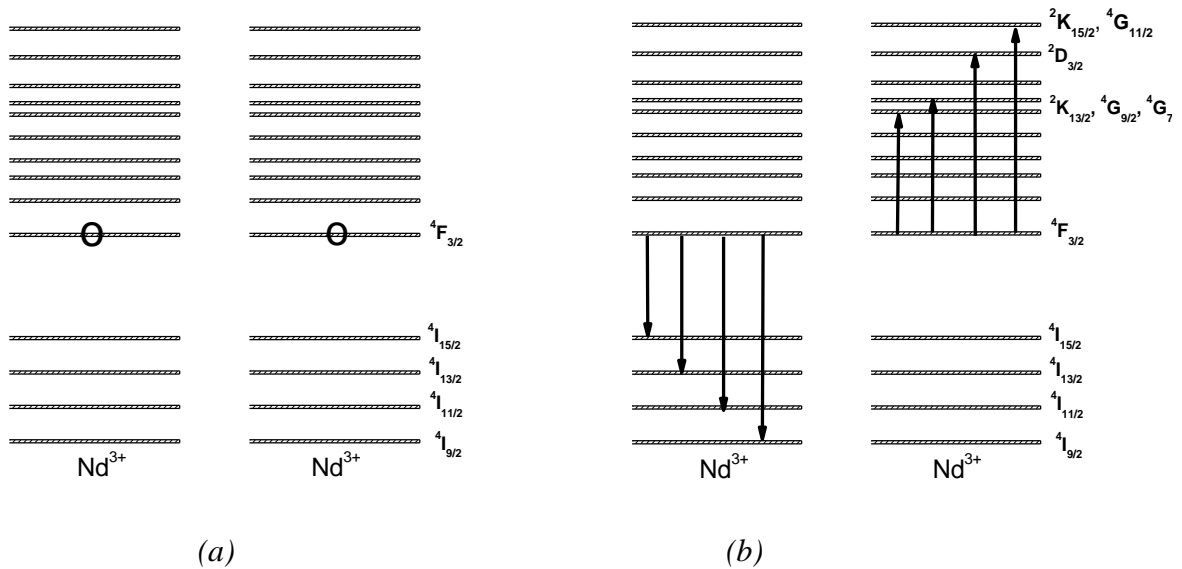 ⁴F₃/₂
⁴I₁₅/₂
⁴I₁₃/₂
⁴I₁₁/₂
⁴I₉/₂
Nd³⁺ Nd³⁺
(a)
²K₁₅/₂, ⁴G₁₁/₂
²D₃/₂
²K₁₃/₂, ⁴G₉/₂, ⁴G₇
⁴F₃/₂
⁴I₁₅/₂
⁴I₁₃/₂
⁴I₁₁/₂
⁴I₉/₂
Nd³⁺ Nd³⁺
(b)